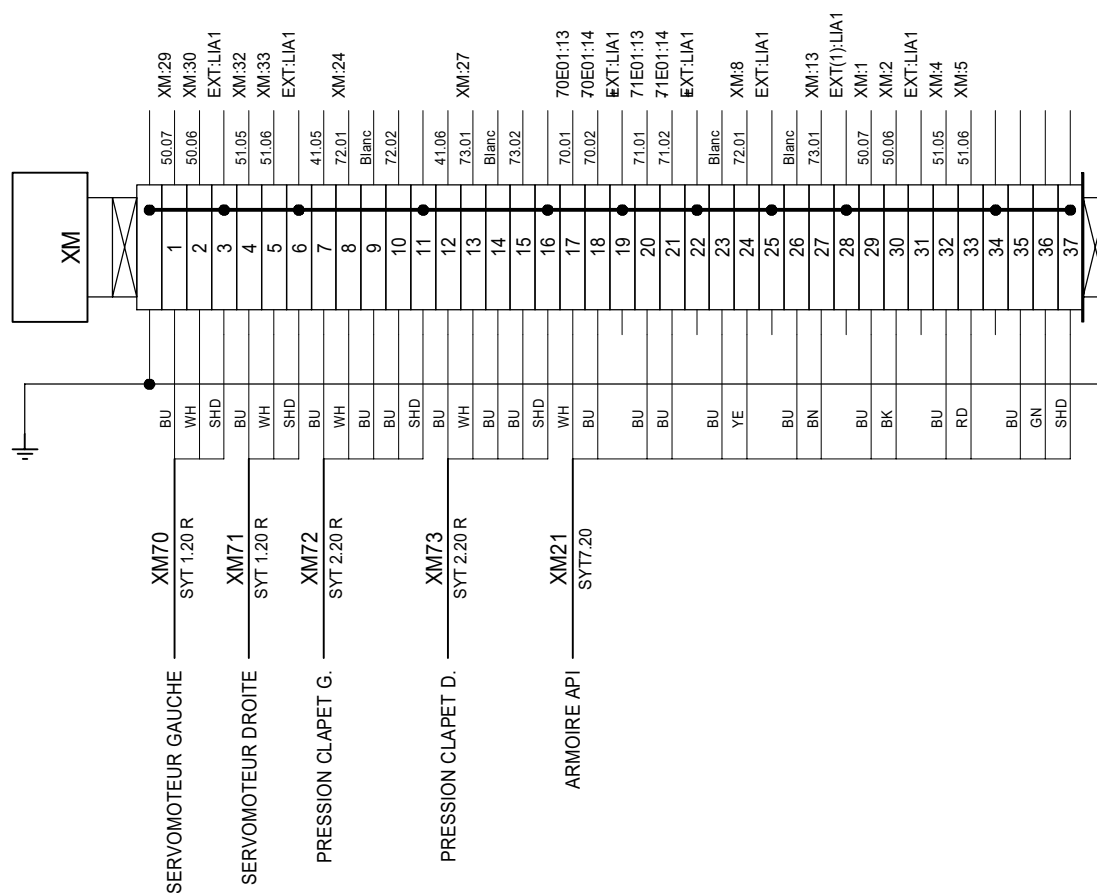 XM
SERVOMOTEUR GAUCHE XM70 SYT 1.20 R
BU 1 50.07 XM:29
WH 2 50.06 XM:30
SHD 3 EXT:LIA1
SERVOMOTEUR DROITE XM71 SYT 1.20 R
BU 4 51.05 XM:32
WH 5 51.06 XM:33
SHD 6 EXT:LIA1
PRESSION CLAPET G. XM72 SYT 2.20 R
BU 7 41.05
WH 8 72.01 XM:24
BU 9 Blanc
BU 10 72.02
SHD 11
PRESSION CLAPET D. XM73 SYT 2.20 R
BU 12 41.06
WH 13 73.01 XM:27
BU 14 Blanc
BU 15 73.02
SHD 16
ARMOIRE API XM21 SYT7.20
WH 17 70.01 70E01:13
BU 18 70.02 70E01:14
19 EXT:LIA1
BU 20 71.01 71E01:13
BU 21 71.02 71E01:14
22 EXT:LIA1
BU 23 Blanc
YE 24 72.01 XM:8
25 EXT:LIA1
BU 26 Blanc
BN 27 73.01 XM:13
28 EXT(1):LIA1
BU 29 50.07 XM:1
BK 30 50.06 XM:2
31 EXT:LIA1
BU 32 51.05 XM:4
RD 33 51.06 XM:5
34
BU 35
GN 36
SHD 37